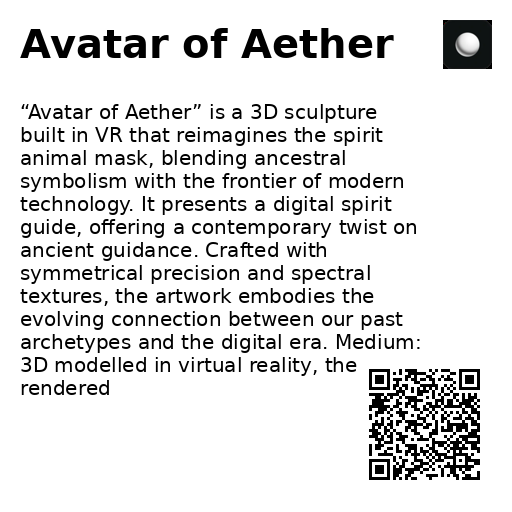 Avatar of Aether
“Avatar of Aether” is a 3D sculpture
built in VR that reimagines the spirit
animal mask, blending ancestral
symbolism with the frontier of modern
technology. It presents a digital spirit
guide, offering a contemporary twist on
ancient guidance. Crafted with
symmetrical precision and spectral
textures, the artwork embodies the
evolving connection between our past
archetypes and the digital era. Medium:
3D modelled in virtual reality, the
rendered